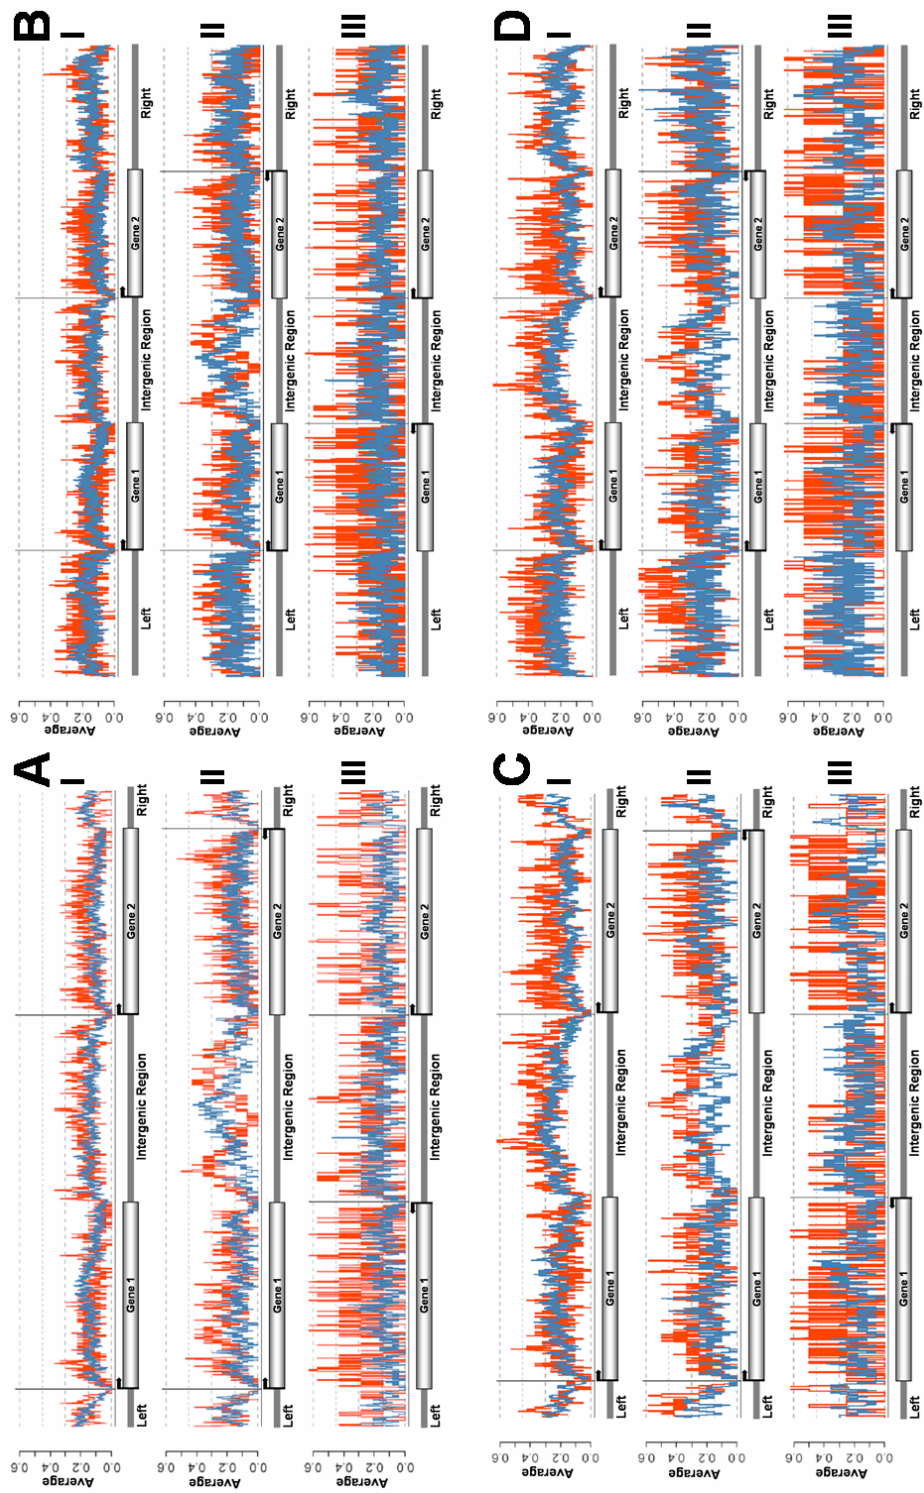 A
I
0.6
0.4
0.2
0.0
Average
Gene 1
Gene 2
Left
Intergenic Region
Right
II
0.6
0.4
0.2
0.0
Average
Gene 1
Gene 2
Left
Intergenic Region
Right
III
0.6
0.4
0.2
0.0
Average
Gene 1
Gene 2
Left
Intergenic Region
Right
B
I
0.6
0.4
0.2
0.0
Average
Gene 1
Gene 2
Left
Intergenic Region
Right
II
0.6
0.4
0.2
0.0
Average
Gene 1
Gene 2
Left
Intergenic Region
Right
III
0.6
0.4
0.2
0.0
Average
Gene 1
Gene 2
Left
Intergenic Region
Right
C
I
0.6
0.4
0.2
0.0
Average
Gene 1
Gene 2
Left
Intergenic Region
Right
II
0.6
0.4
0.2
0.0
Average
Gene 1
Gene 2
Left
Intergenic Region
Right
III
0.6
0.4
0.2
0.0
Average
Gene 1
Gene 2
Left
Intergenic Region
Right
D
I
0.6
0.4
0.2
0.0
Average
Gene 1
Gene 2
Left
Intergenic Region
Right
II
0.6
0.4
0.2
0.0
Average
Gene 1
Gene 2
Left
Intergenic Region
Right
III
0.6
0.4
0.2
0.0
Average
Gene 1
Gene 2
Left
Intergenic Region
Right